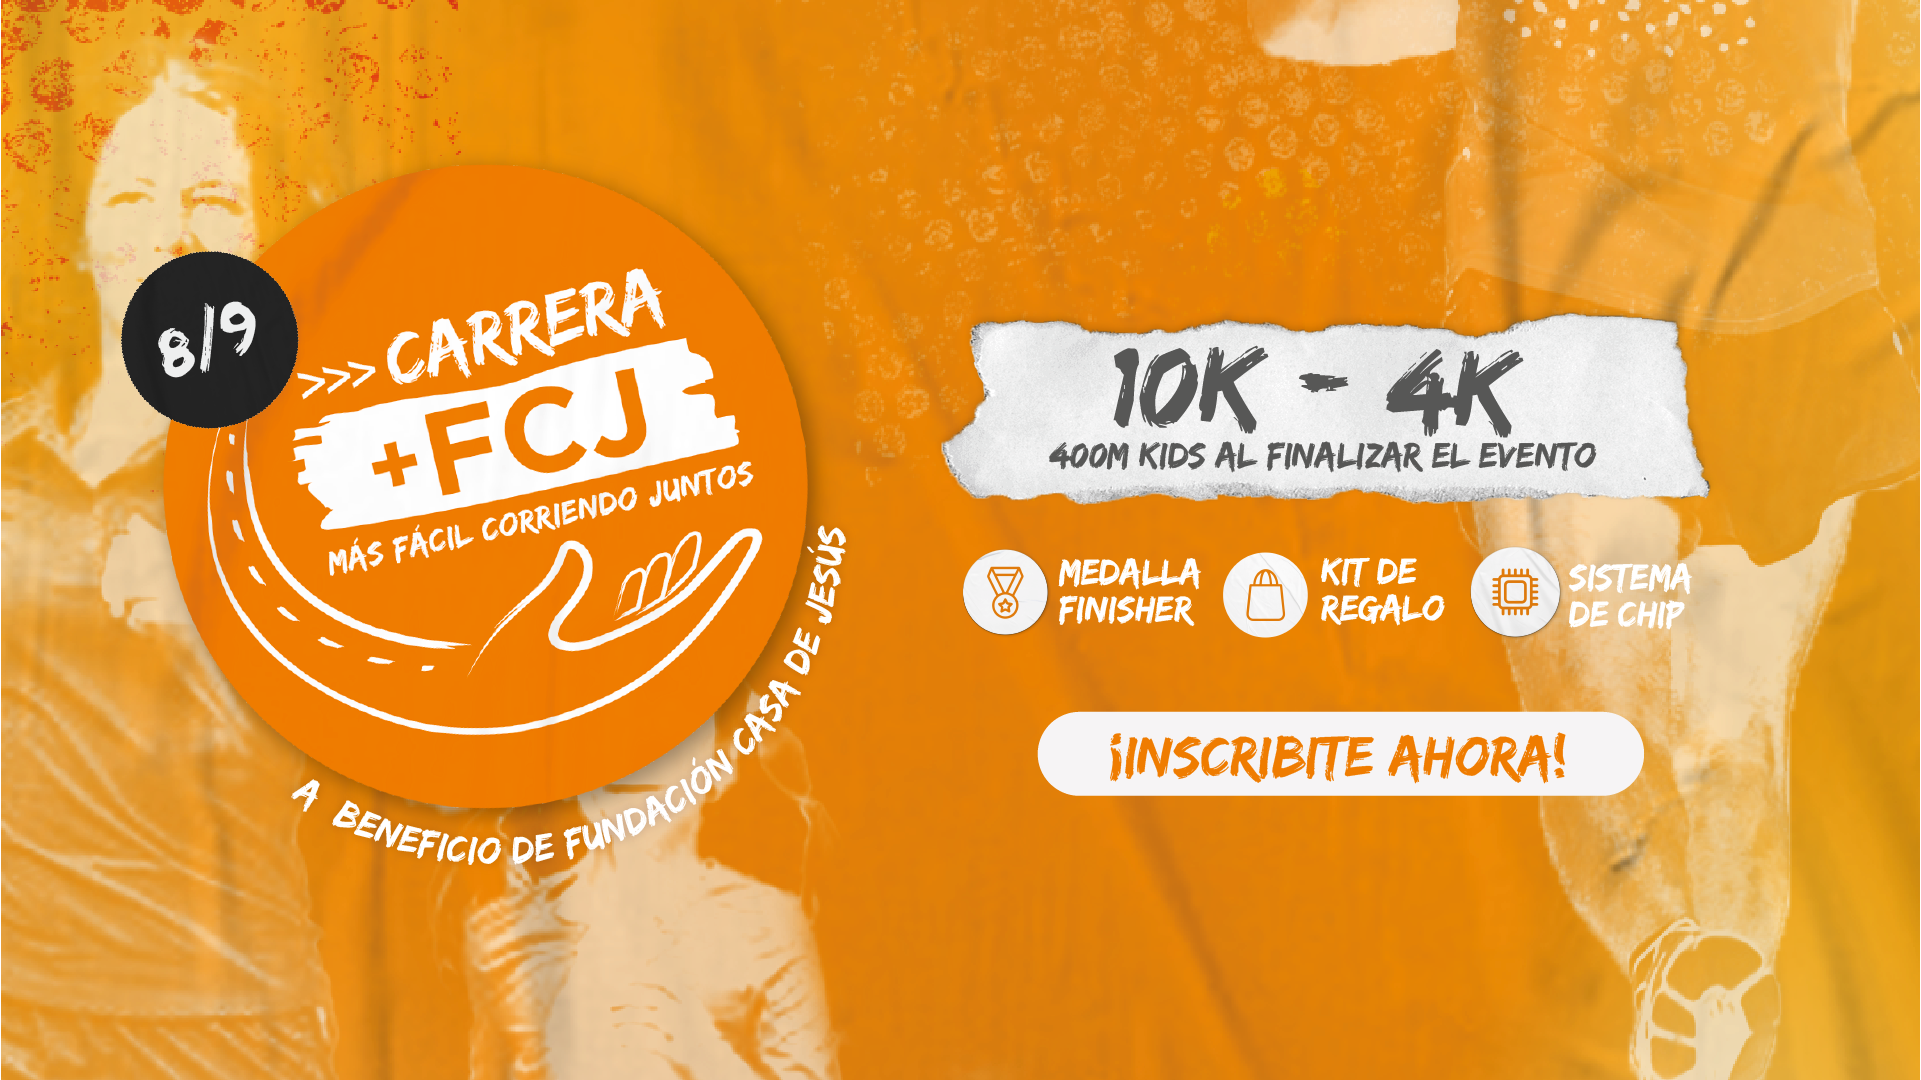 8/9
>>> CARRERA
+FCJ
MÁS FÁCIL CORRIENDO JUNTOS
A BENEFICIO DE FUNDACIÓN CASA DE JESÚS
10K - 4K
400M KIDS AL FINALIZAR EL EVENTO
MEDALLA
FINISHER
KIT DE
REGALO
SISTEMA
DE CHIP
¡INSCRIBITE AHORA!